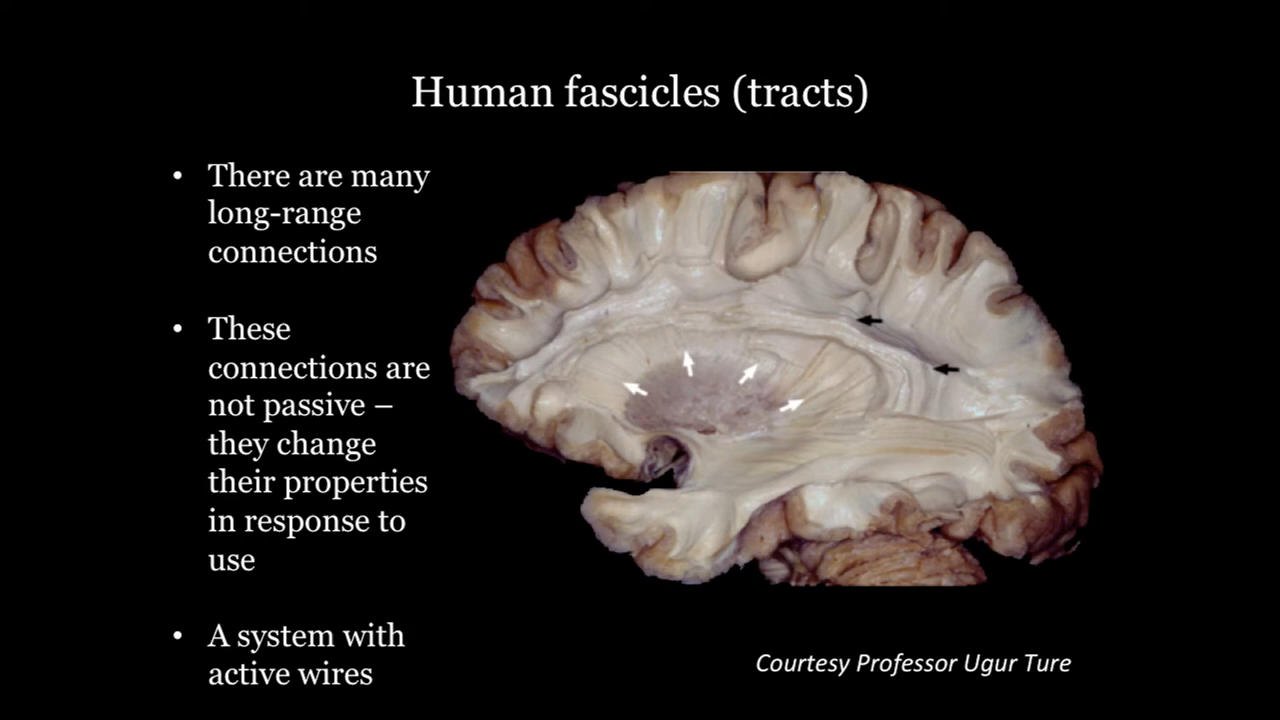 Human fascicles (tracts)
• There are many
long-range
connections
• These
connections are
not passive –
they change
their properties
in response to
use
• A system with
active wires
Courtesy Professor Ugur Ture